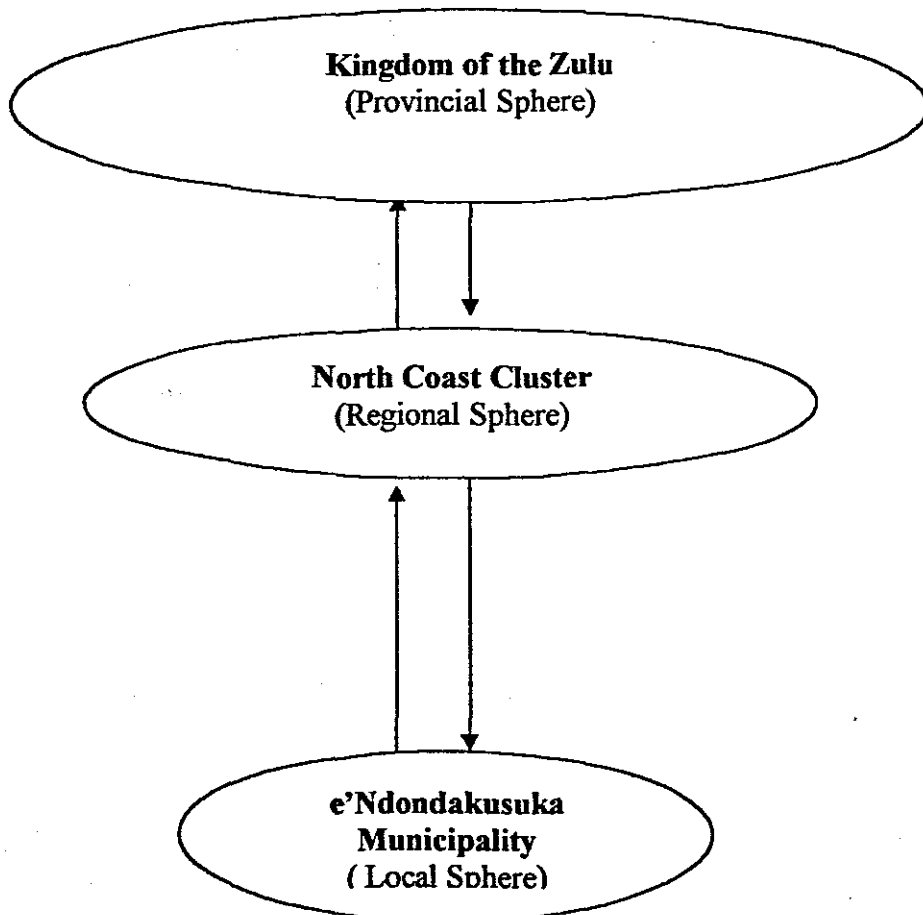 Kingdom of the Zulu
(Provincial Sphere)
North Coast Cluster
(Regional Sphere)
e’Ndondakusuka
Municipality
( Local Sphere)